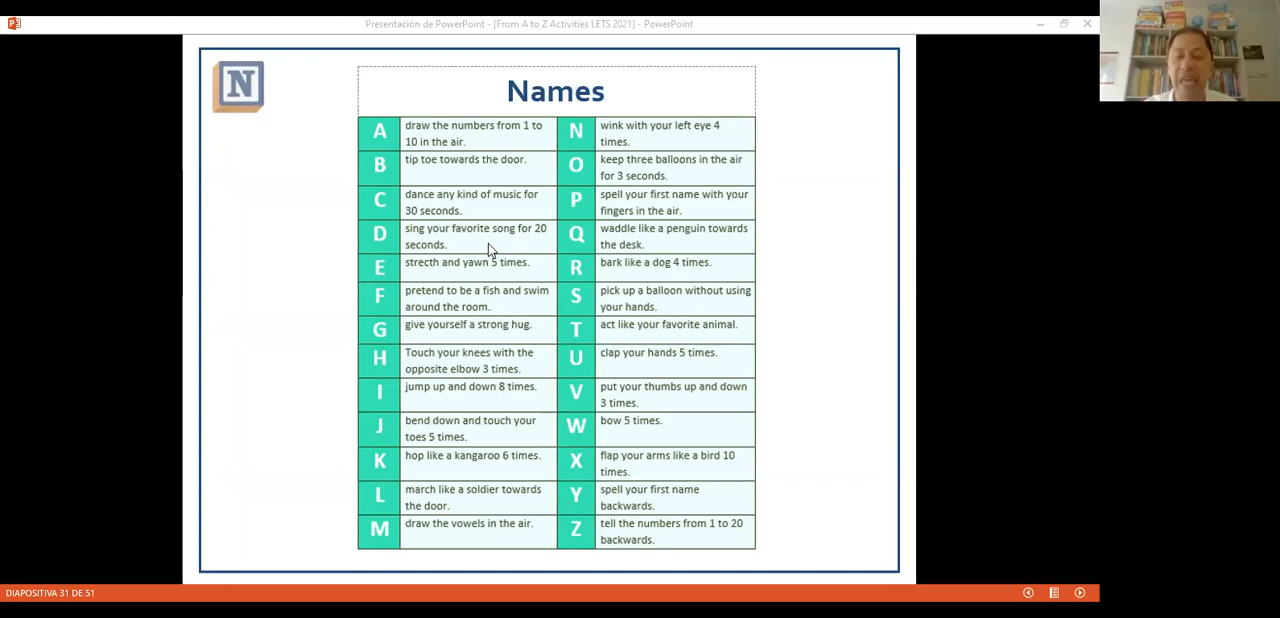 Presentación de PowerPoint - [From A to Z Activities LETS 2021] - PowerPoint
N
Names
A
draw the numbers from 1 to
10 in the air.
B
tip toe towards the door.
C
dance any kind of music for
30 seconds.
D
sing your favorite song for 20
seconds.
E
strecth and yawn 5 times.
F
pretend to be a fish and swim
around the room.
G
give yourself a strong hug.
H
Touch your knees with the
opposite elbow 3 times.
I
jump up and down 8 times.
J
bend down and touch your
toes 5 times.
K
hop like a kangaroo 6 times.
L
march like a soldier towards
the door.
M
draw the vowels in the air.
N
wink with your left eye 4
times.
O
keep three balloons in the air
for 3 seconds.
P
spell your first name with your
fingers in the air.
Q
waddle like a penguin towards
the desk.
R
bark like a dog 4 times.
S
pick up a balloon without using
your hands.
T
act like your favorite animal.
U
clap your hands 5 times.
V
put your thumbs up and down
3 times.
W
bow 5 times.
X
flap your arms like a bird 10
times.
Y
spell your first name
backwards.
Z
tell the numbers from 1 to 20
backwards.
DIAPOSITIVA 31 DE 51